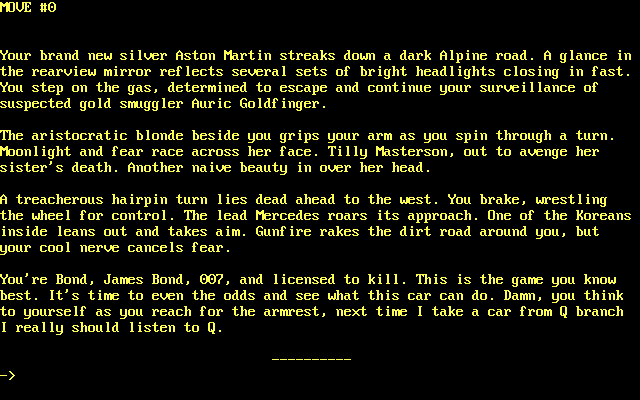 MOVE #0
Your brand new silver Aston Martin streaks down a dark Alpine road. A glance in
the rearview mirror reflects several sets of bright headlights closing in fast.
You step on the gas, determined to escape and continue your surveillance of
suspected gold smuggler Auric Goldfinger.
The aristocratic blonde beside you grips your arm as you spin through a turn.
Moonlight and fear race across her face. Tilly Masterson, out to avenge her
sister's death. Another naive beauty in over her head.
A treacherous hairpin turn lies dead ahead to the west. You brake, wrestling
the wheel for control. The lead Mercedes roars its approach. One of the Koreans
inside leans out and takes aim. Gunfire rakes the dirt road around you, but
your cool nerve cancels fear.
You're Bond, James Bond, 007, and licensed to kill. This is the game you know
best. It's time to even the odds and see what this car can do. Damn, you think
to yourself as you reach for the armrest, next time I take a car from Q branch
I really should listen to Q.
__________
->